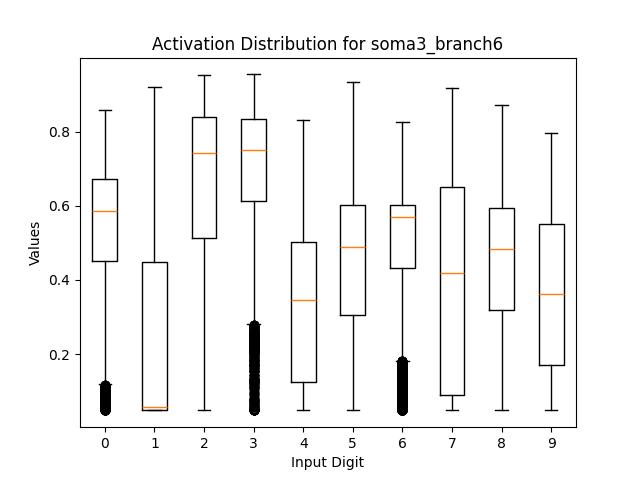 Activation Distribution for soma3_branch6
Values
0.8
0.6
0.4
0.2
0 1 2 3 4 5 6 7 8 9
Input Digit